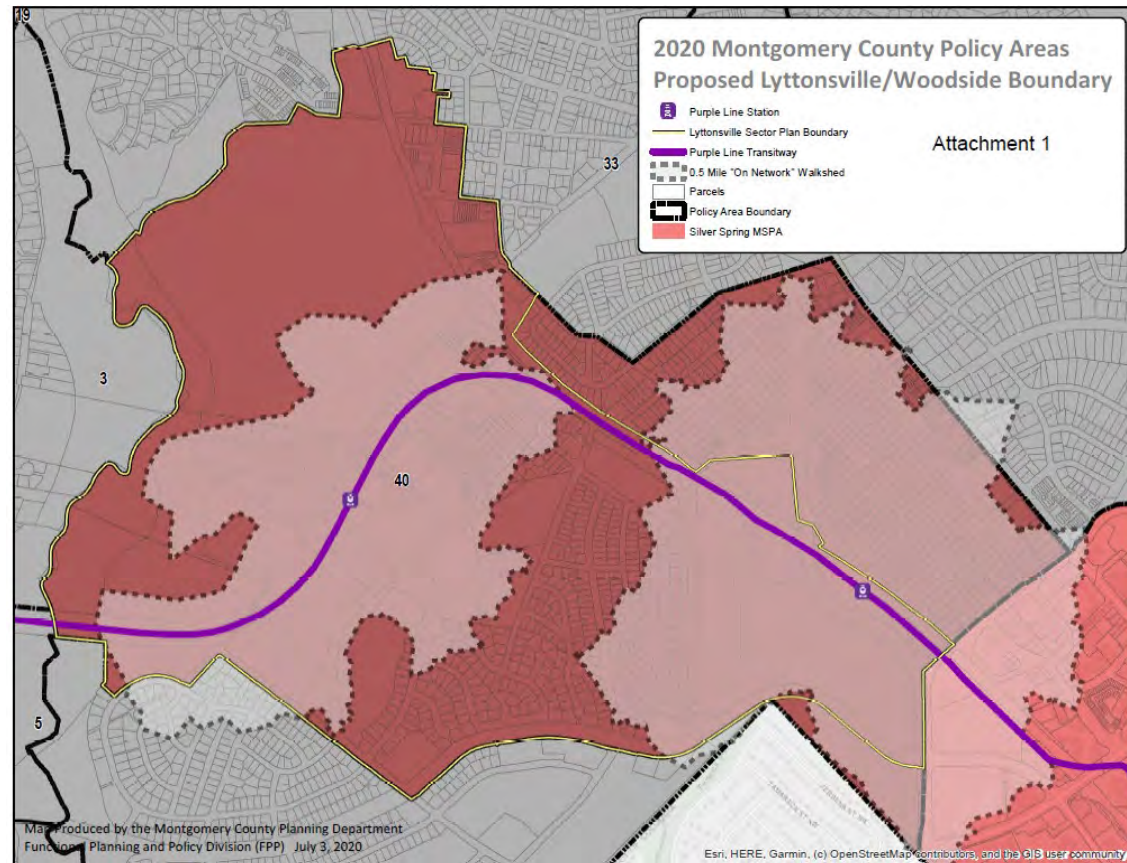 19
2020 Montgomery County Policy Areas
Proposed Lyttonsville/Woodside Boundary
Purple Line Station
Lyttonsville Sector Plan Boundary
Purple Line Transitway
0.5 Mile "On Network" Walkshed
Parcels
Policy Area Boundary
Silver Spring MSPA
Attachment 1
33
3
40
5
Map Produced by the Montgomery County Planning Department
Functional Planning and Policy Division (FPP) July 3, 2020
Esri, HERE, Garmin, (c) OpenStreetMap contributors, and the GIS user community